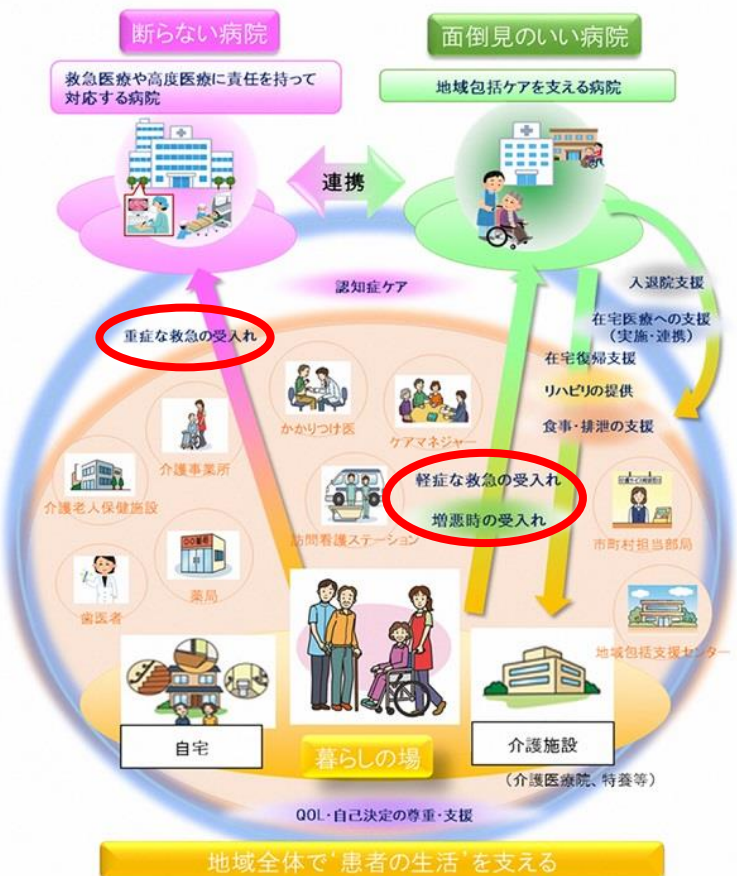 断らない病院
面倒見のいい病院
救急医療や高度医療に責任を持って
対応する病院
地域包括ケアを支える病院
連携
認知症ケア
入退院支援
在宅医療への支援
(実施・連携)
重症な救急の受入れ
在宅復帰支援
リハビリの提供
食事・排泄の支援
かかりつけ医
ケアマネジャー
介護事業所
軽症な救急の受入れ
介護老人保健施設
増悪時の受入れ
訪問看護ステーション
市町村担当部局
歯医者
薬局
地域包括支援センター
自宅
暮らしの場
介護施設
(介護医療院、特養等)
QOL・自己決定の尊重・支援
地域全体で'患者の生活'を支える